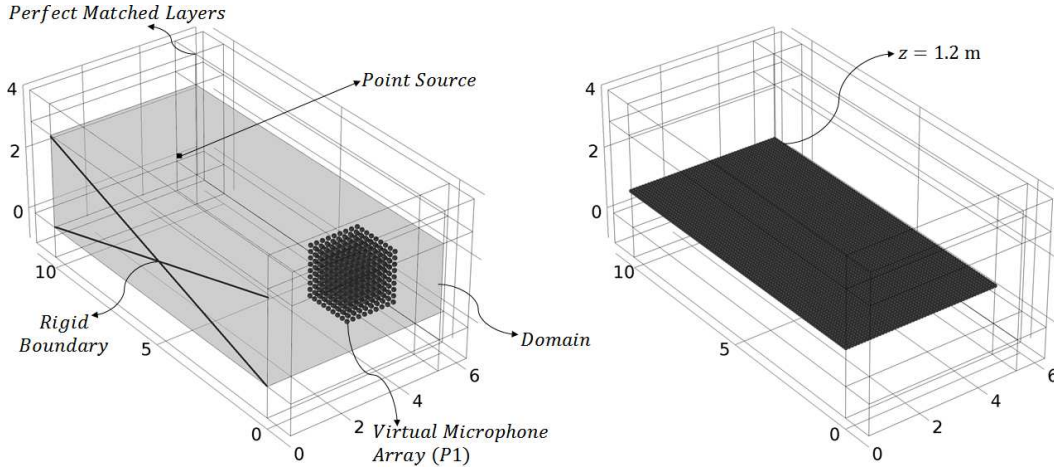 Perfect Matched Layers
Point Source
4
2
0
10
5
0
Rigid
Boundary
Domain
6
4
2
0
Virtual Microphone
Array (P1)
z = 1.2 m
4
2
0
10
5
0
6
4
2
0